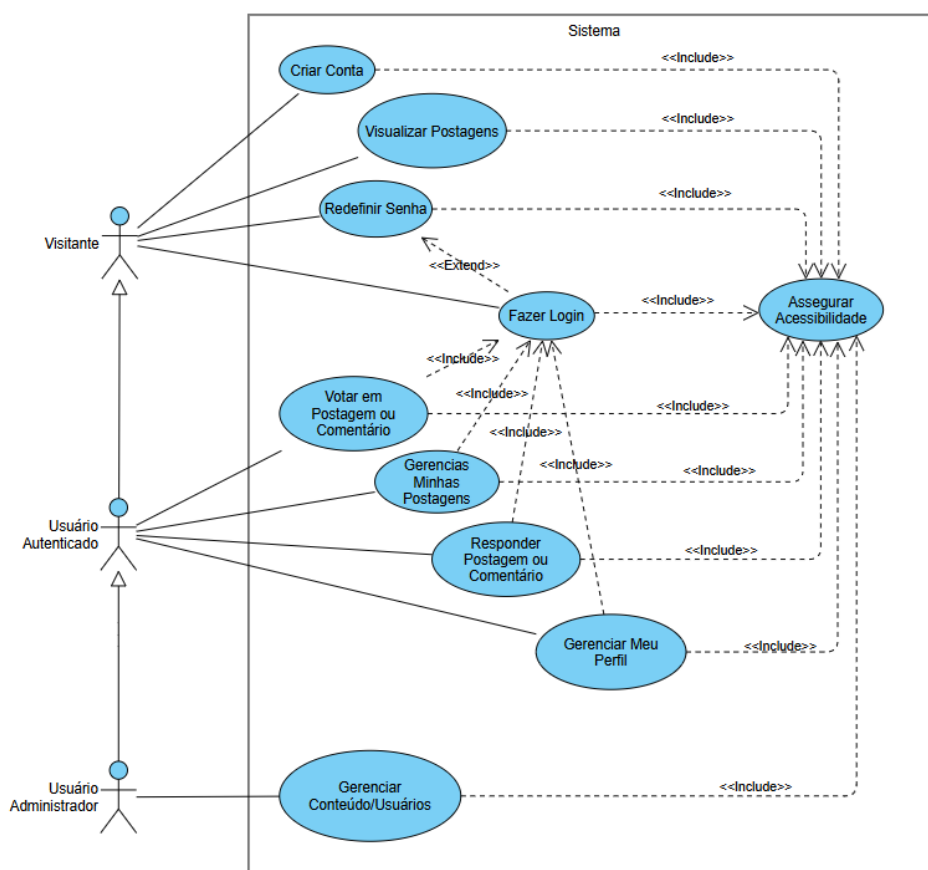 Sistema
Criar Conta
<<Include>>
Visualizar Postagens
<<Include>>
Redefinir Senha
<<Include>>
Visitante
<<Extend>>
Fazer Login
<<Include>>
Assegurar
Acessibilidade
<<Include>>
Votar em
Postagem ou
Comentário
<<Include>>
<<Include>>
<<Include>>
Gerencias
Minhas
Postagens
<<Include>>
<<Include>>
Usuário
Autenticado
Responder
Postagem ou
Comentário
<<Include>>
Gerenciar Meu
Perfil
<<Include>>
Usuário
Administrador
Gerenciar
Conteúdo/Usuários
<<Include>>